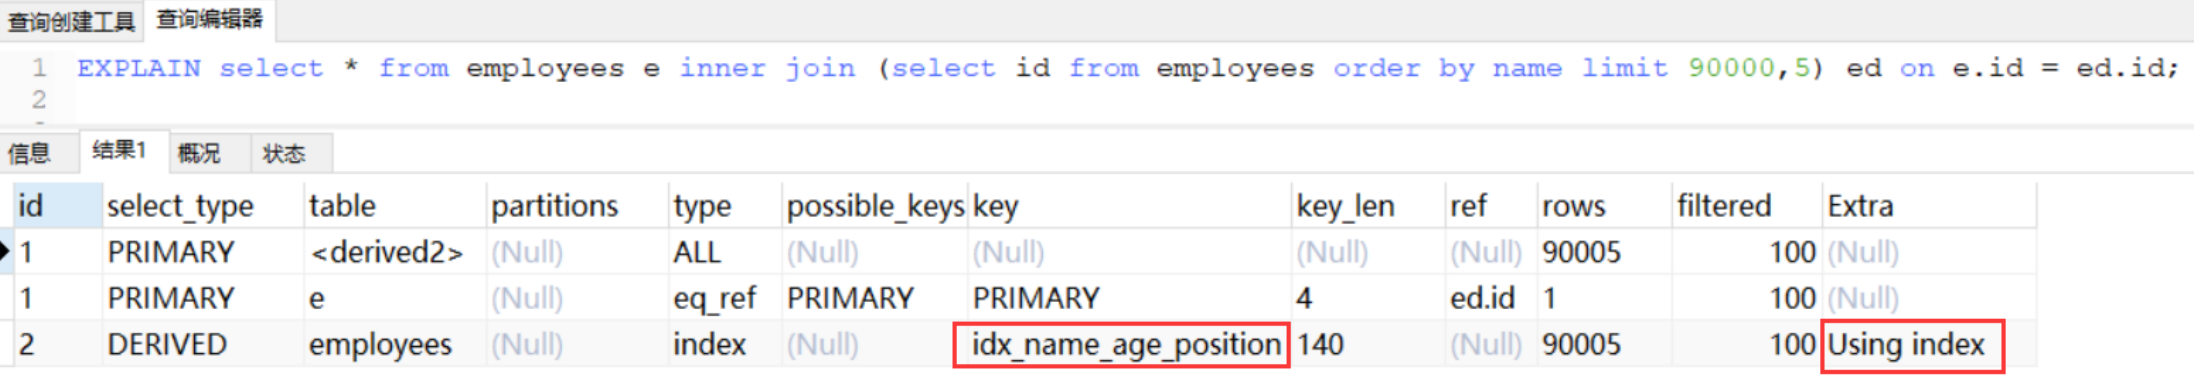 查询创建工具 查询编辑器
1 EXPLAIN select * from employees e inner join (select id from employees order by name limit 90000,5) ed on e.id = ed.id;
2
信息 结果1 概况 状态
id select_type table partitions type possible_keys key key_len ref rows filtered Extra
1 PRIMARY <derived2> (Null) ALL (Null) (Null) (Null) (Null) 90005 100 (Null)
1 PRIMARY e (Null) eq_ref PRIMARY PRIMARY 4 ed.id 1 100 (Null)
2 DERIVED employees (Null) index (Null) idx_name_age_position 140 (Null) 90005 100 Using index